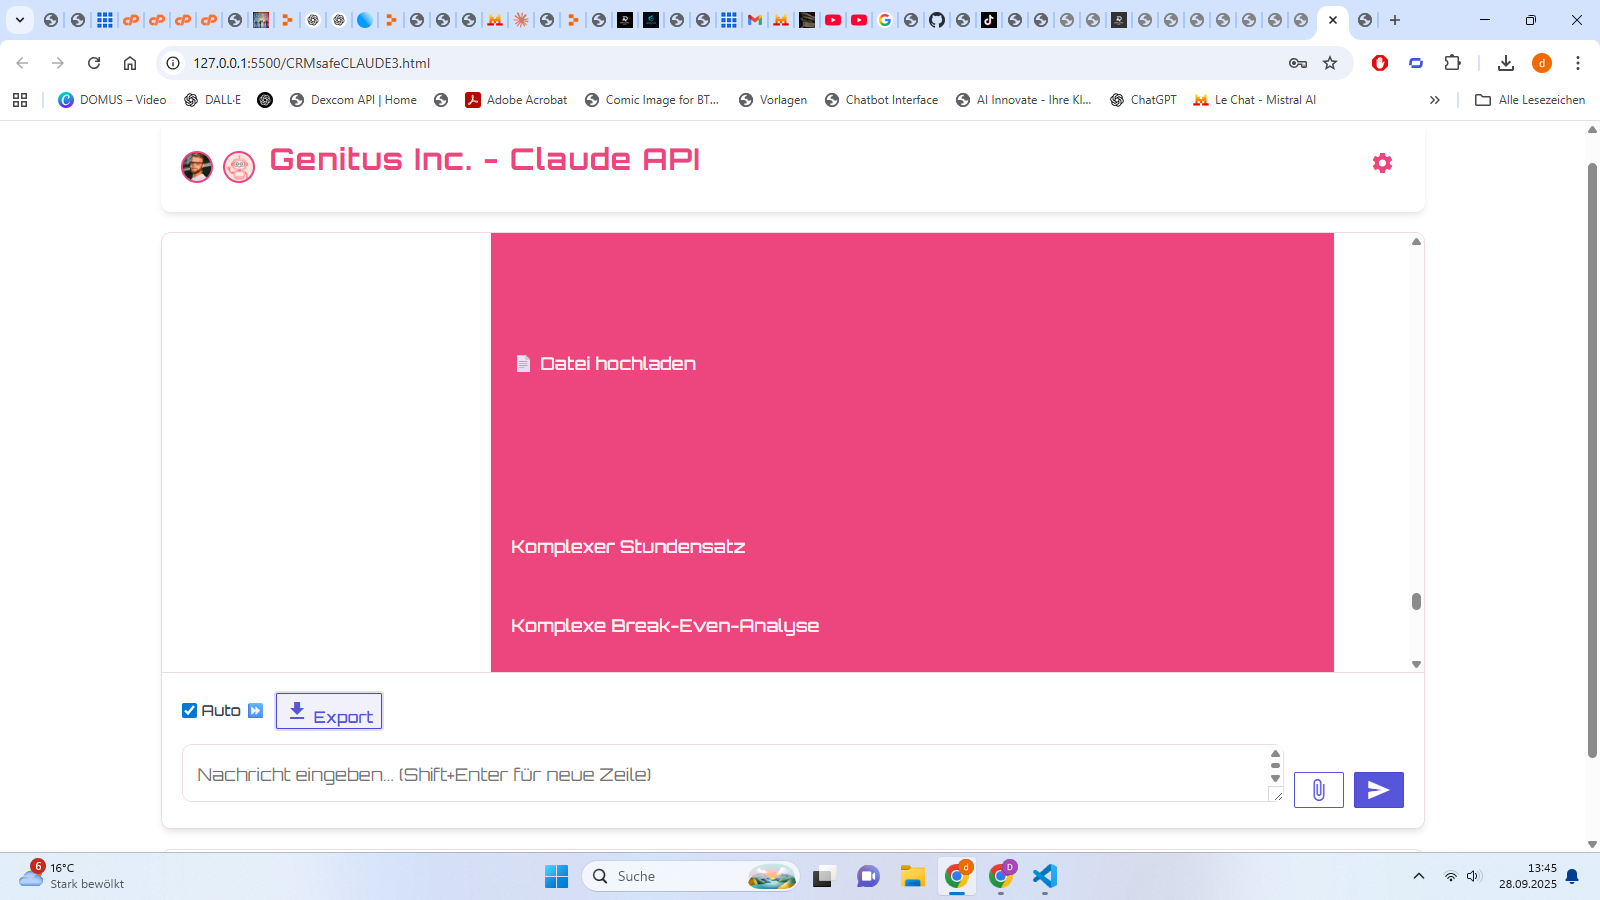 127.0.0.1:5500/CRMsafeCLAUDE3.html
d
DOMUS – Video
DALL·E
Dexcom API | Home
Adobe Acrobat
Comic Image for BT...
Vorlagen
Chatbot Interface
AI Innovate - Ihre KI...
ChatGPT
Le Chat - Mistral AI
Alle Lesezeichen
Genitus Inc. - Claude API
Datei hochladen
Komplexer Stundensatz
Komplexe Break-Even-Analyse
Auto
Export
Nachricht eingeben... (Shift+Enter für neue Zeile)
6
16°C
Stark bewölkt
Suche
d
D
13:45
28.09.2025